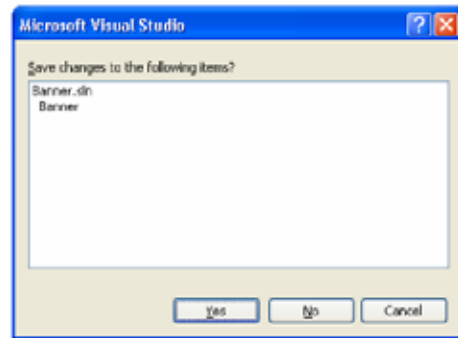 Microsoft Visual Studio
Save changes to the following items?
Banner.sln
Banner
Yes
No
Cancel